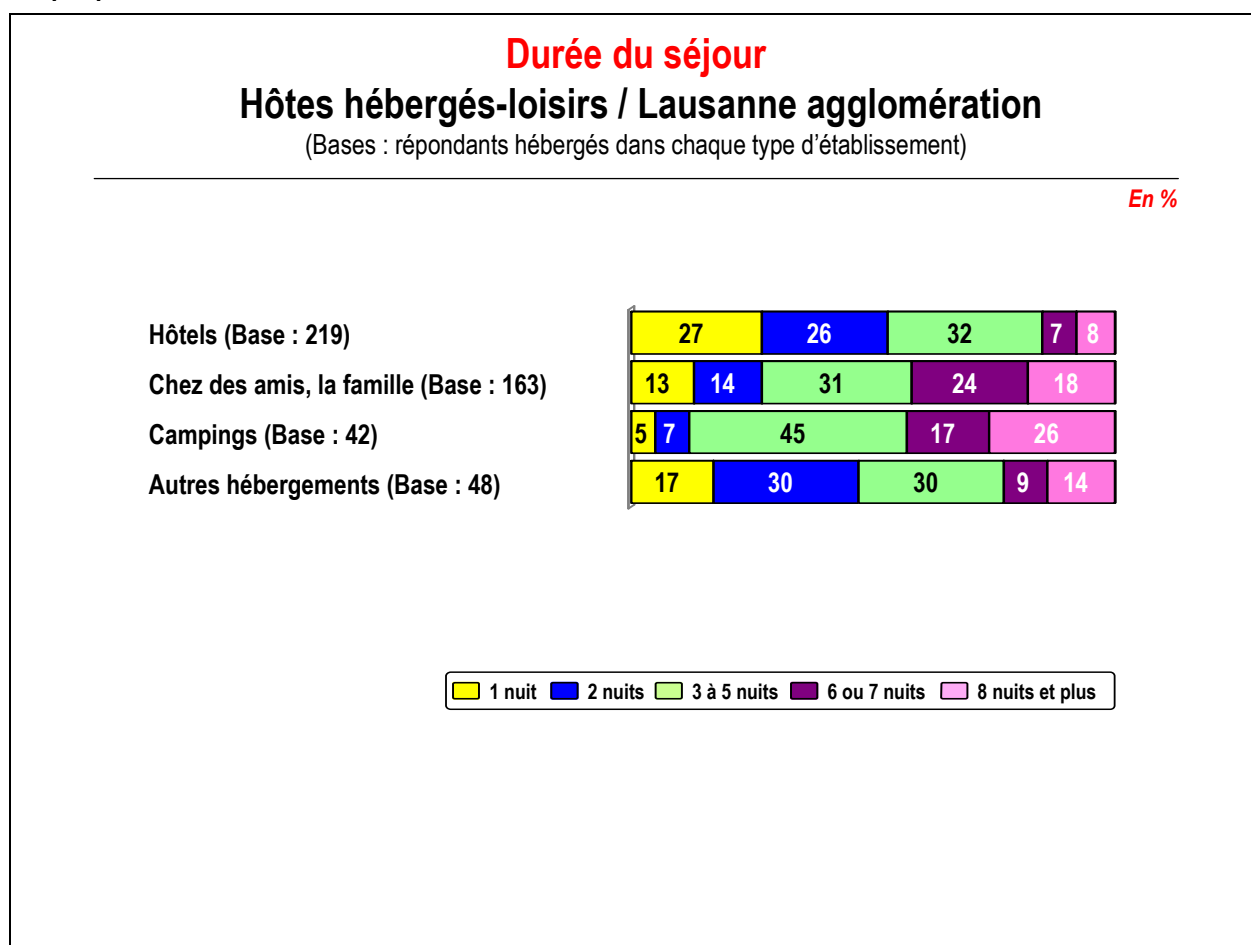 Durée du séjour
Hôtes hébergés-loisirs / Lausanne agglomération
(Bases : répondants hébergés dans chaque type d'établissement)
En %
Hôtels (Base : 219) 27 26 32 7 8
Chez des amis, la famille (Base : 163) 13 14 31 24 18
Campings (Base : 42) 5 7 45 17 26
Autres hébergements (Base : 48) 17 30 30 9 14
1 nuit 2 nuits 3 à 5 nuits 6 ou 7 nuits 8 nuits et plus